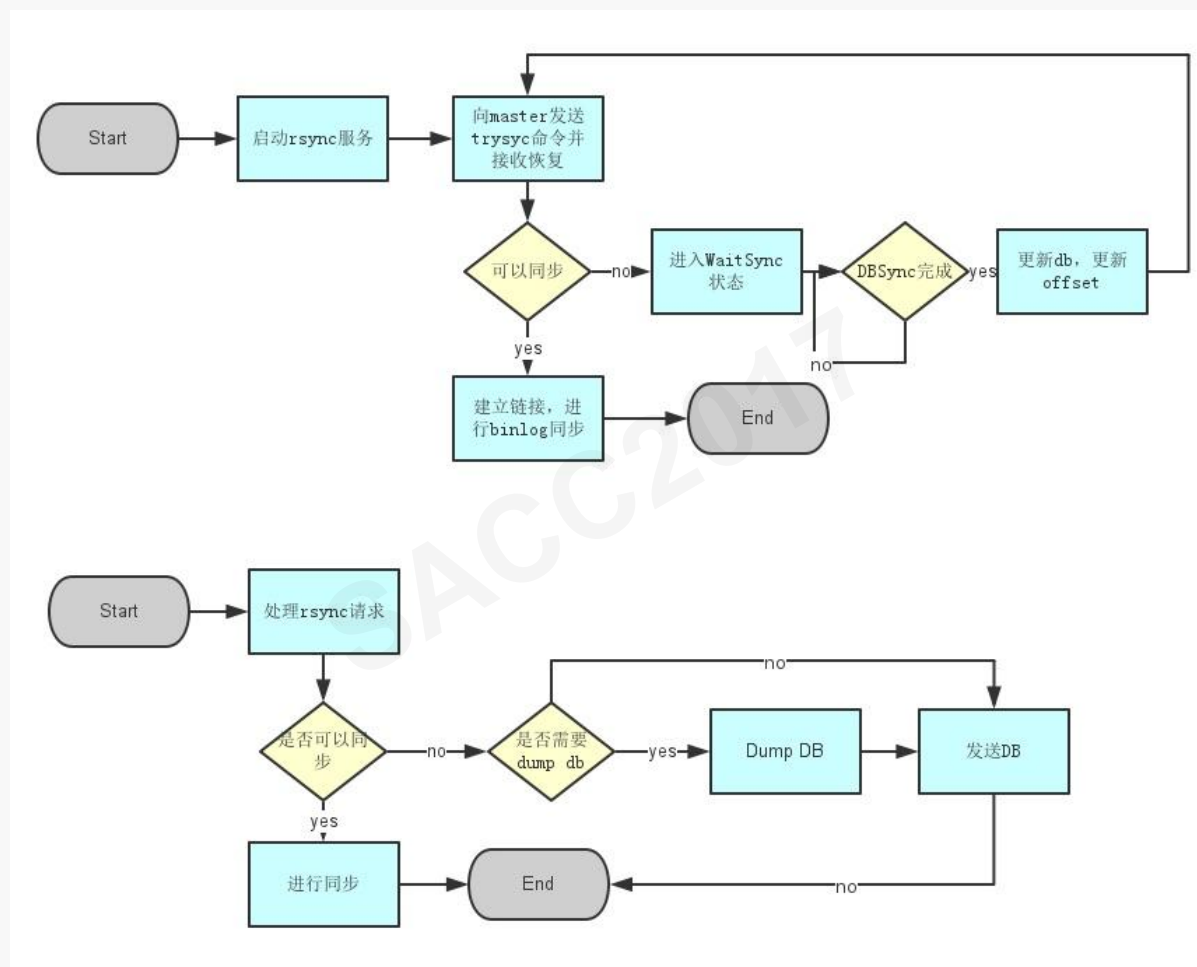 Start
启动rsync服务
向master发送
trysyc命令并
接收恢复
可以同步
no
进入WaitSync
状态
DBSync完成
yes
更新db，更新
offset
no
yes
建立链接，进
行binlog同步
End
SACC2017
Start
处理rsync请求
是否可以同
步
no
是否需要
dump db
no
yes
Dump DB
发送DB
yes
进行同步
End
no